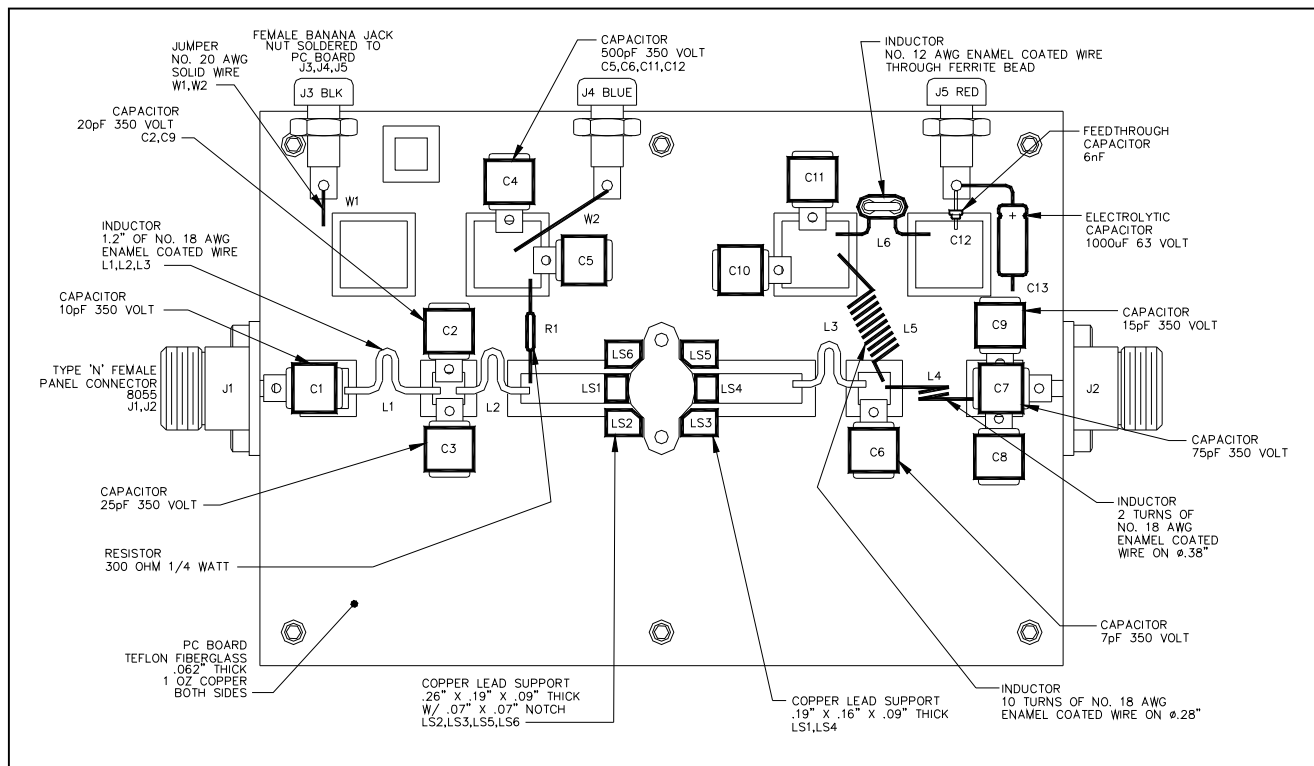 JUMPER
NO. 20 AWG
SOLID WIRE
W1,W2
FEMALE BANANA JACK
NUT SOLDERED TO
PC BOARD
J3,J4,J5
CAPACITOR
500pF 350 VOLT
C5,C6,C11,C12
INDUCTOR
NO. 12 AWG ENAMEL COATED WIRE
THROUGH FERRITE BEAD
J3 BLK
J4 BLUE
J5 RED
CAPACITOR
20pF 350 VOLT
C2,C9
FEEDTHROUGH
CAPACITOR
6nF
C4
C11
W1
W2
L6
C12
+
ELECTROLYTIC
CAPACITOR
1000uF 63 VOLT
INDUCTOR
1.2" OF NO. 18 AWG
ENAMEL COATED WIRE
L1,L2,L3
C5
C10
C13
CAPACITOR
10pF 350 VOLT
C2
R1
L3
L5
C9
CAPACITOR
15pF 350 VOLT
LS6
LS5
TYPE 'N' FEMALE
PANEL CONNECTOR
8055
J1,J2
J1
C1
L1
L2
LS1
LS4
L4
C7
J2
LS2
LS3
C3
C6
C8
CAPACITOR
75pF 350 VOLT
CAPACITOR
25pF 350 VOLT
INDUCTOR
2 TURNS OF
NO. 18 AWG
ENAMEL COATED
WIRE ON ø.38"
RESISTOR
300 OHM 1/4 WATT
CAPACITOR
7pF 350 VOLT
PC BOARD
TEFLON FIBERGLASS
.062" THICK
1 OZ COPPER
BOTH SIDES
COPPER LEAD SUPPORT
.26" X .19" X .09" THICK
W/ .07" X .07" NOTCH
LS2,LS3,LS5,LS6
COPPER LEAD SUPPORT
.19" X .16" X .09" THICK
LS1,LS4
INDUCTOR
10 TURNS OF NO. 18 AWG
ENAMEL COATED WIRE ON ø.28"